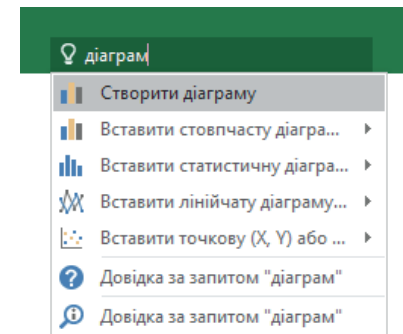 діаграм
Створити діаграму
Вставити стовпчасту діагра...
Вставити статистичну діагра...
Вставити лінійчату діаграму...
Вставити точкову (X, Y) або ...
Довідка за запитом "діаграм"
Довідка за запитом "діаграм"